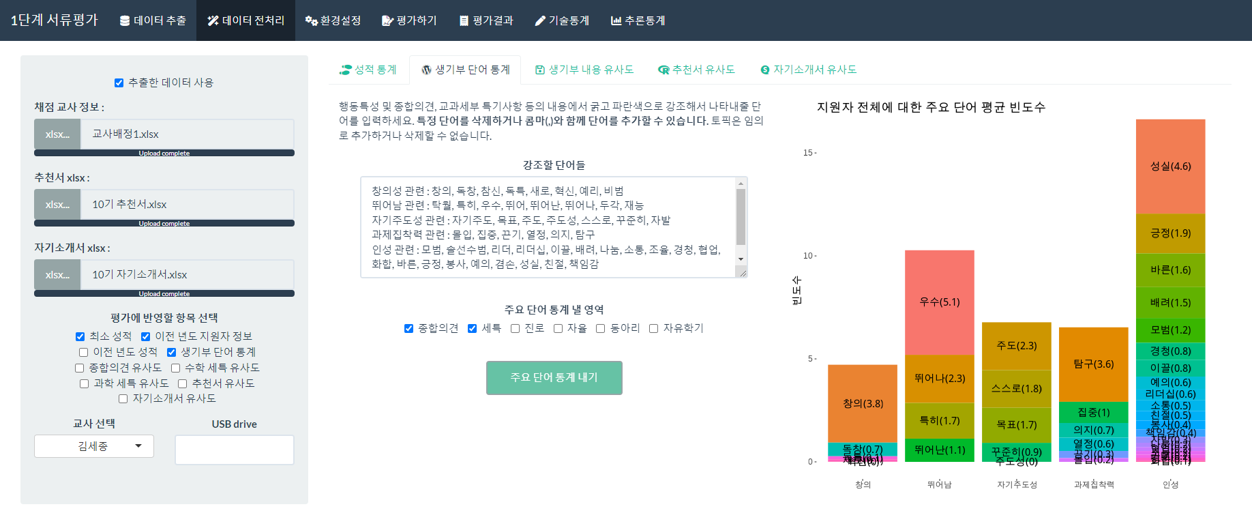 1단계 서류평가 데이터 추출 데이터 전처리 환경설정 평가하기 평가결과 기술통계 추론통계
추출한 데이터 사용
채점 교사 정보 :
xlsx... 교사배정1.xlsx
Upload complete
추천서 xlsx :
xlsx... 10기 추천서.xlsx
Upload complete
자기소개서 xlsx :
xlsx... 10기 자기소개서.xlsx
Upload complete
평가에 반영할 항목 선택
최소 성적 이전 년도 지원자 정보
이전 년도 성적 생기부 단어 통계
종합의견 유사도 수학 세특 유사도
과학 세특 유사도 추천서 유사도
자기소개서 유사도
교사 선택 USB drive
김세종
성적 통계 생기부 단어 통계 생기부 내용 유사도 추천서 유사도 자기소개서 유사도
행동특성 및 종합의견, 교과세부 특기사항 등의 내용에서 굵고 파란색으로 강조해서 나타내줄 단
어를 입력하세요. 특정 단어를 삭제하거나 콤마(,)와 함께 단어를 추가할 수 있습니다. 토픽은 임의
로 추가하거나 삭제할 수 없습니다.
강조할 단어들
창의성 관련 : 창의, 독창, 참신, 독특, 새로, 혁신, 예리, 비범
뛰어남 관련 : 탁월, 특히, 우수, 뛰어, 뛰어난, 뛰어나, 두각, 재능
자기주도성 관련 : 자기주도, 목표, 주도, 주도성, 스스로, 꾸준히, 자발
과제집착력 관련 : 몰입, 집중, 끈기, 열정, 의지, 탐구
인성 관련 : 모범, 솔선수범, 리더, 리더십, 이끌, 배려, 나눔, 소통, 조율, 경청, 협업,
화합, 바른, 긍정, 봉사, 예의, 겸손, 성실, 친절, 책임감
주요 단어 통계 낼 영역
종합의견 세특 진로 자율 동아리 자유학기
주요 단어 통계 내기
지원자 전체에 대한 주요 단어 평균 빈도수
빈도수
15
10
5
0
창의(3.8)
독창(0.7)
우수(5.1)
뛰어나(2.3)
특히(1.7)
뛰어난(1.1)
주도(2.3)
스스로(1.8)
목표(1.7)
꾸준히(0.9)
주도성(0)
탐구(3.6)
집중(1)
의지(0.7)
열정(0.6)
끈기(0.3)
몰입(0.2)
성실(4.6)
긍정(1.9)
바른(1.6)
배려(1.5)
모범(1.2)
경청(0.8)
이끌(0.8)
예의(0.6)
리더십(0.6)
소통(0.5)
친절(0.5)
봉사(0.4)
책임감(0.4)
창의 뛰어남 자기주도성 과제집착력 인성